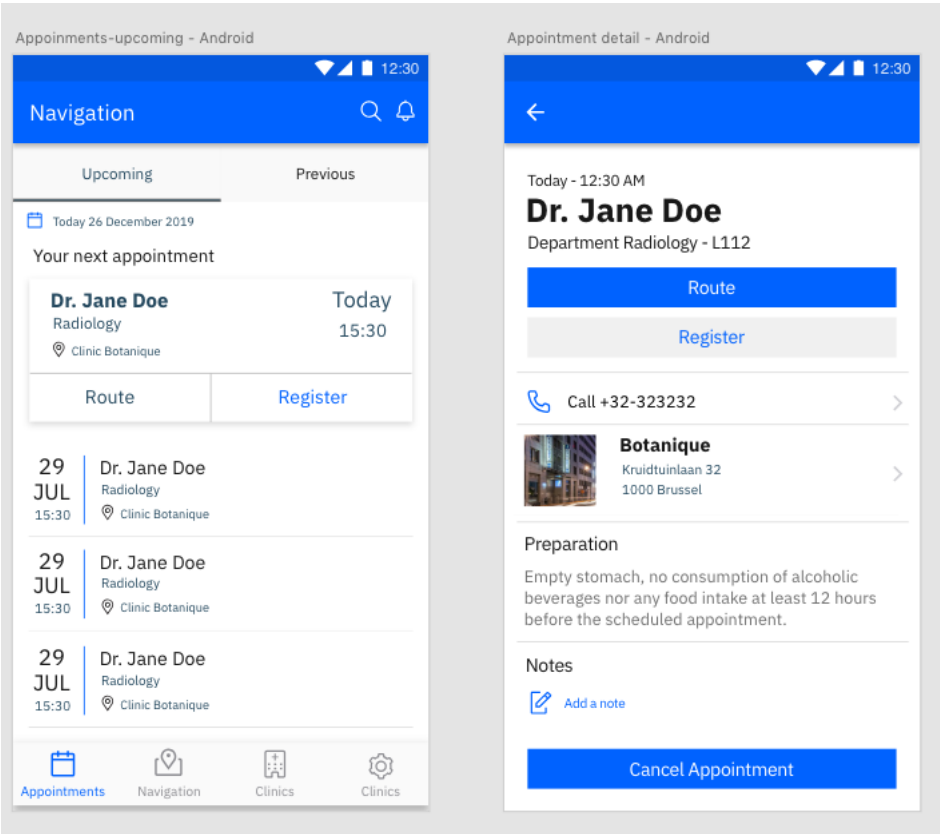 Appoinments-upcoming - Android
12:30
Navigation
Upcoming
Previous
Today 26 December 2019
Your next appointment
Dr. Jane Doe
Today
Radiology
15:30
Clinic Botanique
Route
Register
29
JUL
15:30
Dr. Jane Doe
Radiology
Clinic Botanique
29
JUL
15:30
Dr. Jane Doe
Radiology
Clinic Botanique
29
JUL
15:30
Dr. Jane Doe
Radiology
Clinic Botanique
Appointments
Navigation
Clinics
Clinics
Appointment detail - Android
12:30
Today - 12:30 AM
Dr. Jane Doe
Department Radiology - L112
Route
Register
Call +32-323232
Botanique
Kruidtuinlaan 32
1000 Brussel
Preparation
Empty stomach, no consumption of alcoholic
beverages nor any food intake at least 12 hours
before the scheduled appointment.
Notes
Add a note
Cancel Appointment